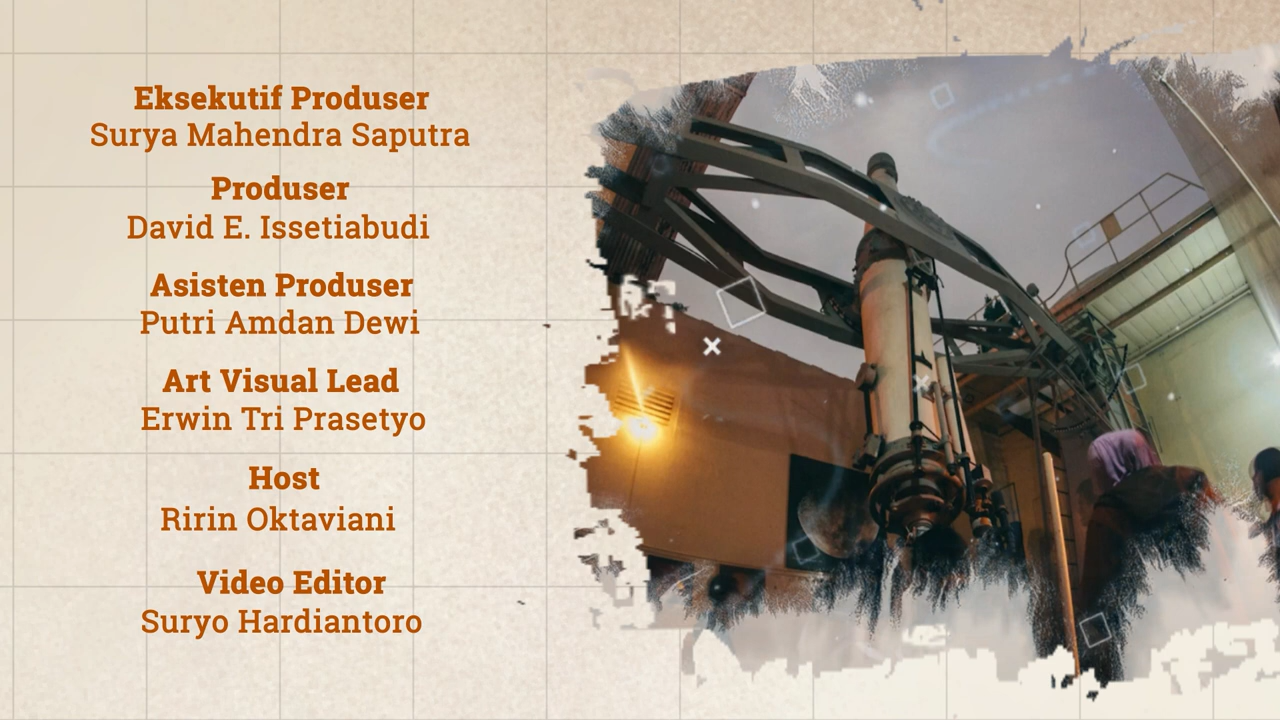 Eksekutif Produser
Surya Mahendra Saputra
Produser
David E. Issetiabudi
Asisten Produser
Putri Amdan Dewi
Art Visual Lead
Erwin Tri Prasetyo
Host
Ririn Oktaviani
Video Editor
Suryo Hardiantoro